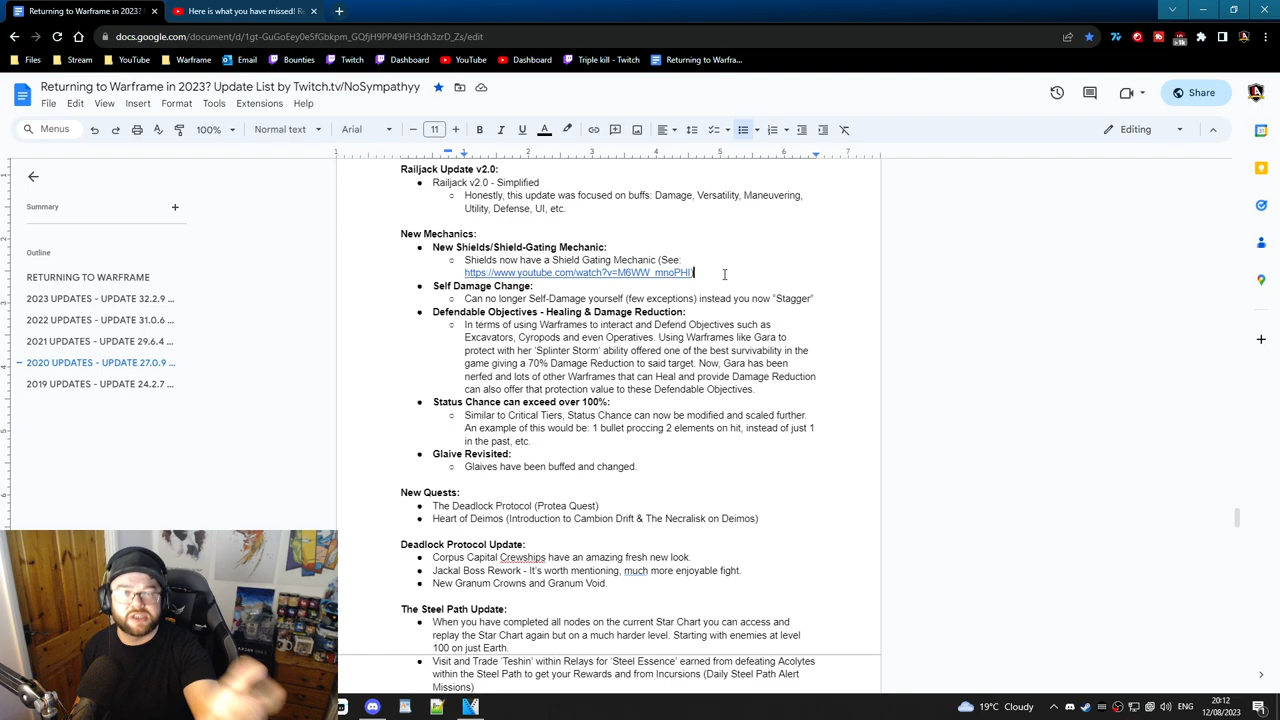 Returning to Warframe in 2023? U
Here is what you missed! Re
docs.google.com/document/d/1gt-GuGoEey0e5fGbkpm_GQfjH9PP49IFH3dh3zrD_Zs/edit
Files Stream YouTube Warframe Email Bounties Twitch Dashboard YouTube Dashboard Triple kill - Twitch Returning to Warfra...
Returning to Warframe in 2023? Update List by Twitch.tv/NoSympathyy
File Edit View Insert Format Tools Extensions Help
Share
Menus 100% Normal text Arial 11 Editing
1 1 2 3 4 5 6 7
Summary
Outline
RETURNING TO WARFRAME
2023 UPDATES - UPDATE 32.2.9 ...
2022 UPDATES - UPDATE 31.0.6 ...
2021 UPDATES - UPDATE 29.6.4 ...
2020 UPDATES - UPDATE 27.0.9 ...
2019 UPDATES - UPDATE 24.2.7 ...
Railjack Update v2.0:
Railjack v2.0 - Simplified
Honestly, this update was focused on buffs: Damage, Versatility, Maneuvering,
Utility, Defense, UI, etc.
New Mechanics:
New Shields/Shield-Gating Mechanic:
Shields now have a Shield Gating Mechanic (See:
https://www.youtube.com/watch?v=M6WW_mnoPHI)
Self Damage Change:
Can no longer Self-Damage yourself (few exceptions) instead you now “Stagger”
Defendable Objectives - Healing & Damage Reduction:
In terms of using Warframes to interact and Defend Objectives such as
Excavators, Cyropods and even Operatives. Using Warframes like Gara to
protect with her ‘Splinter Storm’ ability offered one of the best survivability in the
game giving a 70% Damage Reduction to said target. Now, Gara has been
nerfed and lots of other Warframes that can Heal and provide Damage Reduction
can also offer that protection value to these Defendable Objectives.
Status Chance can exceed over 100%:
Similar to Critical Tiers, Status Chance can now be modified and scaled further.
An example of this would be: 1 bullet proccing 2 elements on hit, instead of just 1
in the past, etc.
Glaive Revisited:
Glaives have been buffed and changed.
New Quests:
The Deadlock Protocol (Protea Quest)
Heart of Deimos (Introduction to Cambion Drift & The Necralisk on Deimos)
Deadlock Protocol Update:
Corpus Capital Crewships have an amazing fresh new look.
Jackal Boss Rework - It’s worth mentioning, much more enjoyable fight.
New Granum Crowns and Granum Void.
The Steel Path Update:
When you have completed all nodes on the current Star Chart you can access and
replay the Star Chart again but on a much harder level. Starting with enemies at level
100 on just Earth.
Visit and Trade ‘Teshin’ within Relays for ‘Steel Essence’ earned from defeating Acolytes
within the Steel Path to get your Rewards and from Incursions (Daily Steel Path Alert
Missions)
19°C Cloudy
20:12
12/08/2023